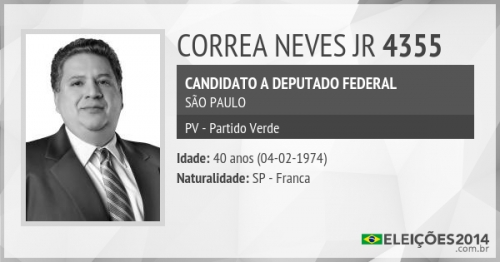 CORREA NEVES JR 4355
CANDIDATO A DEPUTADO FEDERAL
SÃO PAULO
PV - Partido Verde
Idade: 40 anos (04-02-1974)
Naturalidade: SP - Franca
ELEIÇÕES2014
.com.br